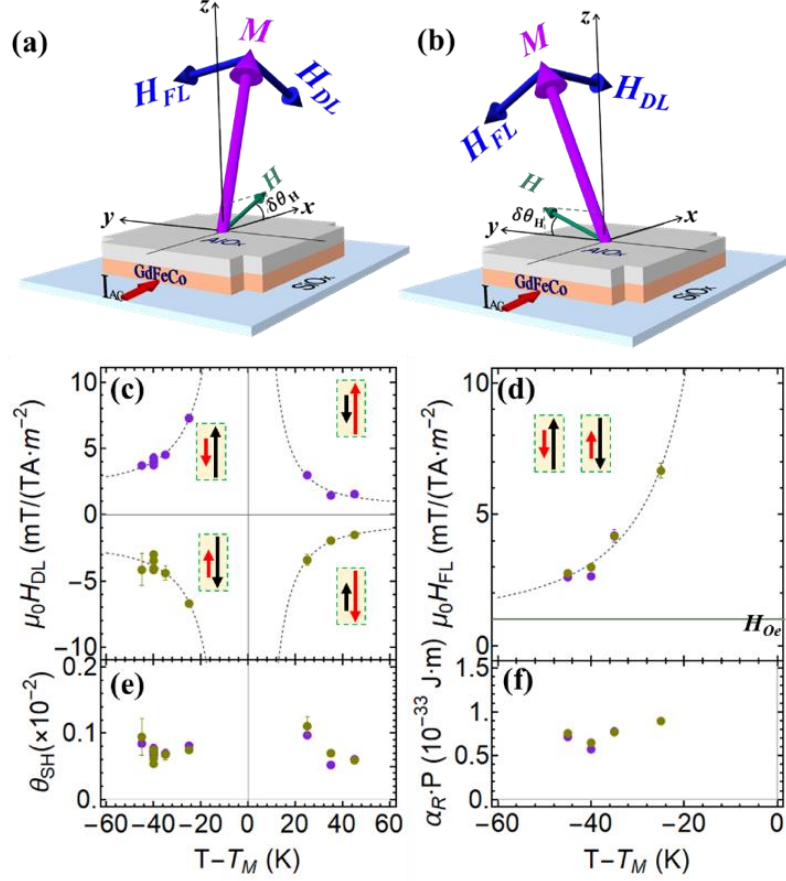 (a)
z
M
H_FL
H_DL
H
δθ_H
y
x
AlOx
GdFeCo
I_AC
SiOx
(b)
z
M
H_DL
H_FL
H
δθ_H
y
x
AlOx
GdFeCo
I_AC
SiOx
(c)
μ₀H_DL (mT/(TA·m⁻²)
10
5
0
−5
−10
(d)
μ₀H_FL (mT/(TA·m⁻²)
10
5
0
H_Oe
(e)
θ_SH(×10⁻²)
0.2
0.1
0.
−60 −40 −20 0 20 40 60
T−T_M (K)
(f)
α_R·P (10⁻³³ J·m)
1.
0.5
0.
−60 −40 −20 0
T−T_M (K)